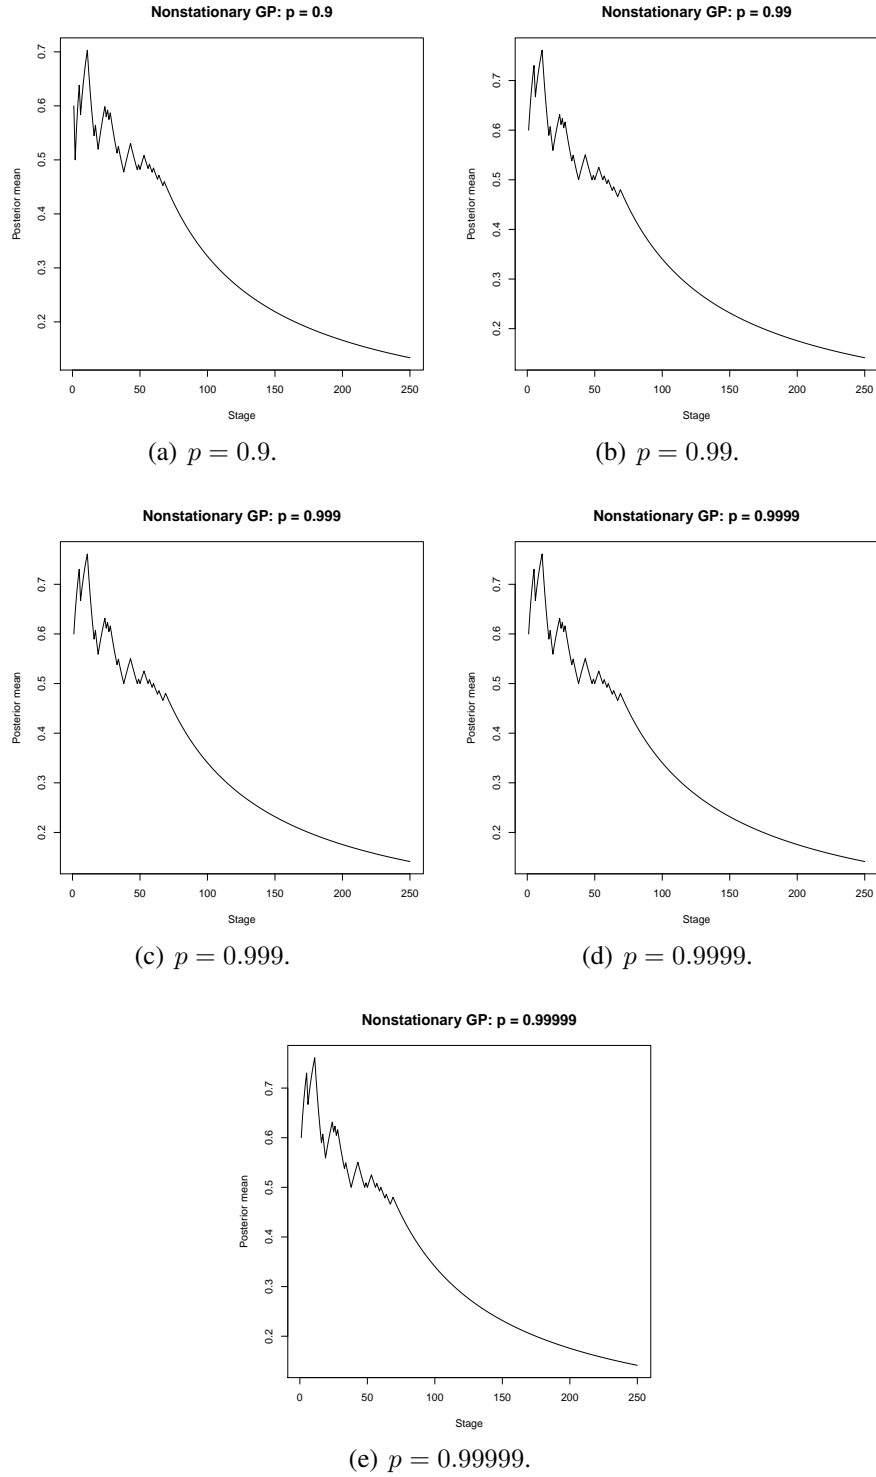 Nonstationary GP: p = 0.9
0.7
0.6
0.5
0.4
0.3
0.2
Posterior mean
0 50 100 150 200 250
Stage
(a) p = 0.9.
Nonstationary GP: p = 0.99
0.7
0.6
0.5
0.4
0.3
0.2
Posterior mean
0 50 100 150 200 250
Stage
(b) p = 0.99.
Nonstationary GP: p = 0.999
0.7
0.6
0.5
0.4
0.3
0.2
Posterior mean
0 50 100 150 200 250
Stage
(c) p = 0.999.
Nonstationary GP: p = 0.9999
0.7
0.6
0.5
0.4
0.3
0.2
Posterior mean
0 50 100 150 200 250
Stage
(d) p = 0.9999.
Nonstationary GP: p = 0.99999
0.7
0.6
0.5
0.4
0.3
0.2
Posterior mean
0 50 100 150 200 250
Stage
(e) p = 0.99999.